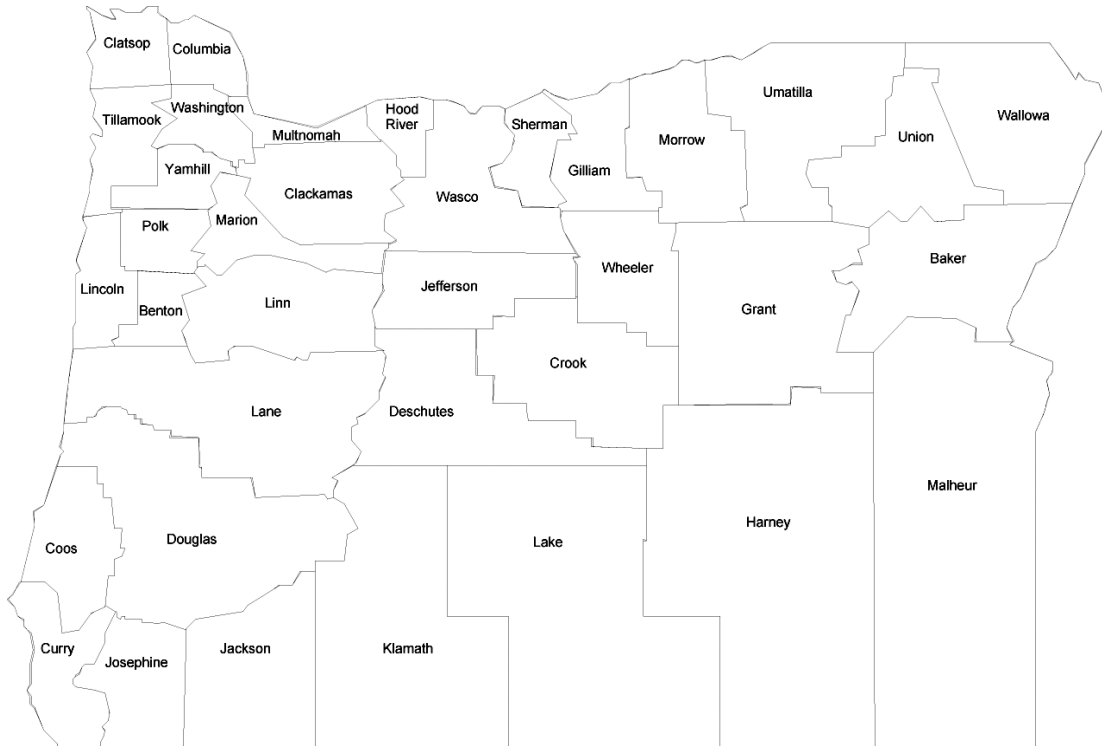 Clatsop
Columbia
Washington
Tillamook
Multnomah
Hood
River
Sherman
Umatilla
Wallowa
Union
Morrow
Gilliam
Yamhill
Clackamas
Wasco
Polk
Marion
Wheeler
Baker
Lincoln
Benton
Linn
Jefferson
Grant
Crook
Lane
Deschutes
Malheur
Harney
Coos
Douglas
Lake
Curry
Josephine
Jackson
Klamath